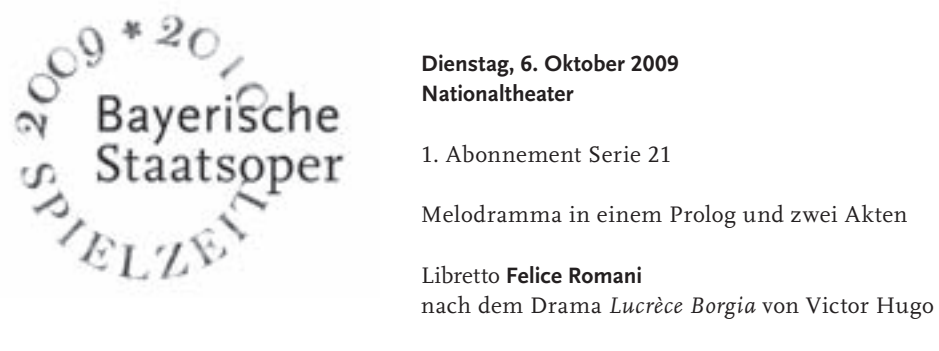 SPIELZEIT 2009 * 2010
Bayerische
Staatsoper
Dienstag, 6. Oktober 2009
Nationaltheater
1. Abonnement Serie 21
Melodramma in einem Prolog und zwei Akten
Libretto Felice Romani
nach dem Drama Lucrèce Borgia von Victor Hugo